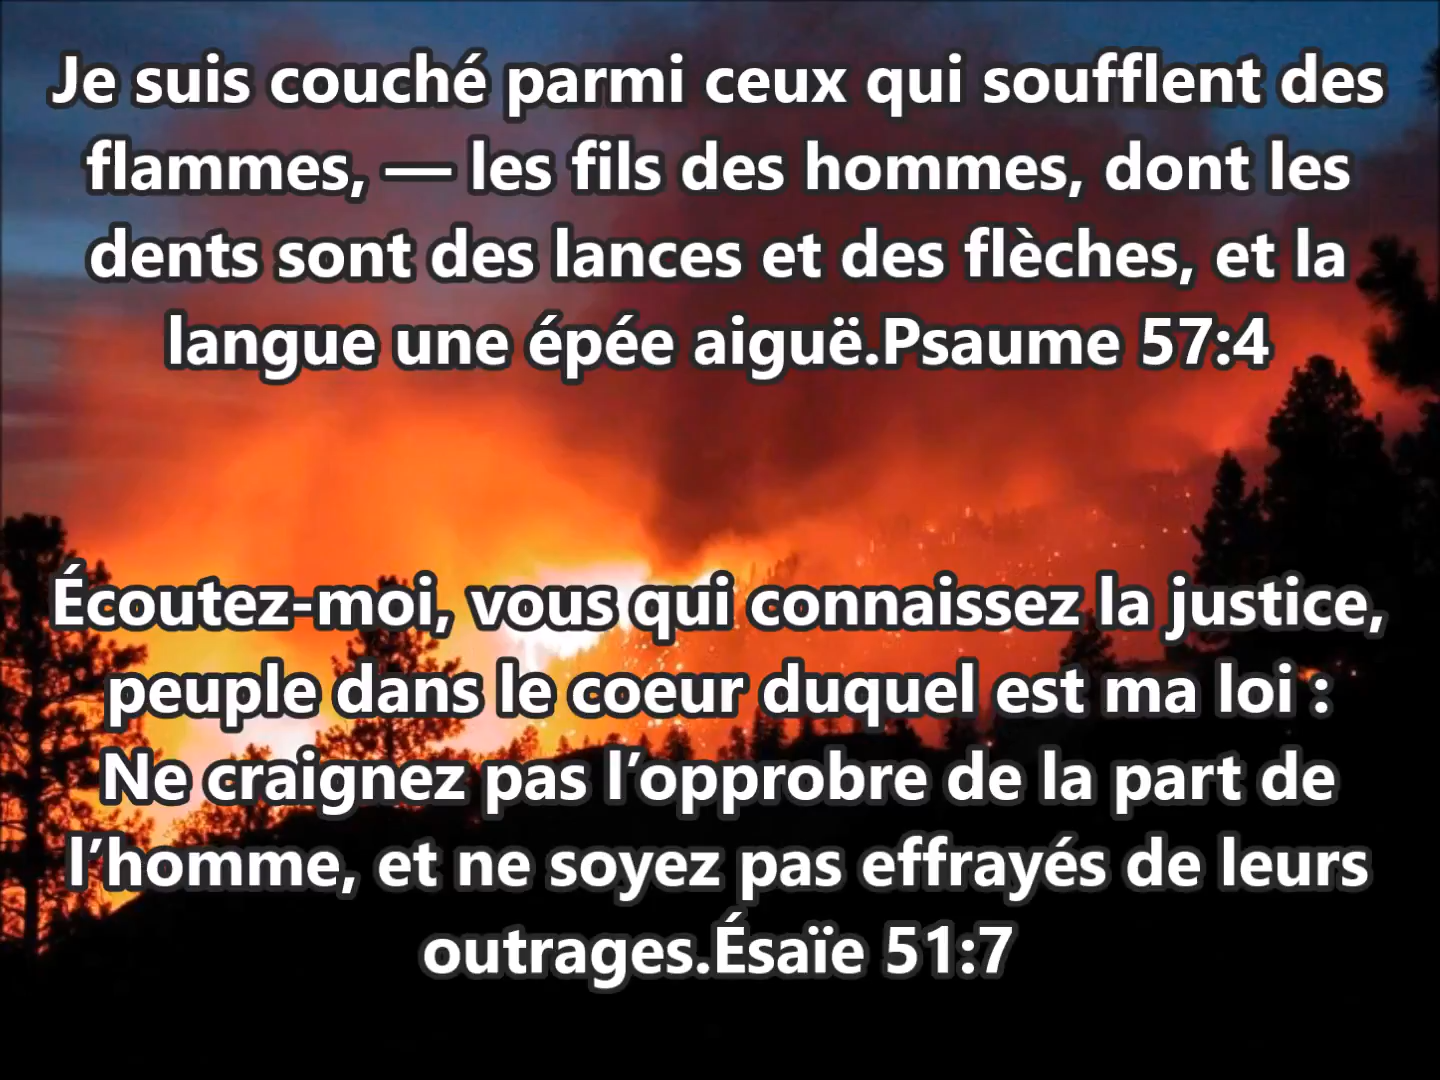 Je suis couché parmi ceux qui soufflent des
flammes, — les fils des hommes, dont les
dents sont des lances et des flèches, et la
langue une épée aiguë.Psaume 57:4
Écoutez-moi, vous qui connaissez la justice,
peuple dans le coeur duquel est ma loi :
Ne craignez pas l’opprobre de la part de
l’homme, et ne soyez pas effrayés de leurs
outrages.Ésaïe 51:7